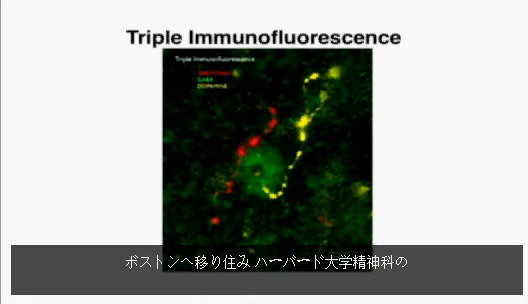 Triple Immunofluorescence
Triple Immunofluorescence
GABA
DOPAMINE
ボストンへ移り住み ハーバード大学精神科の